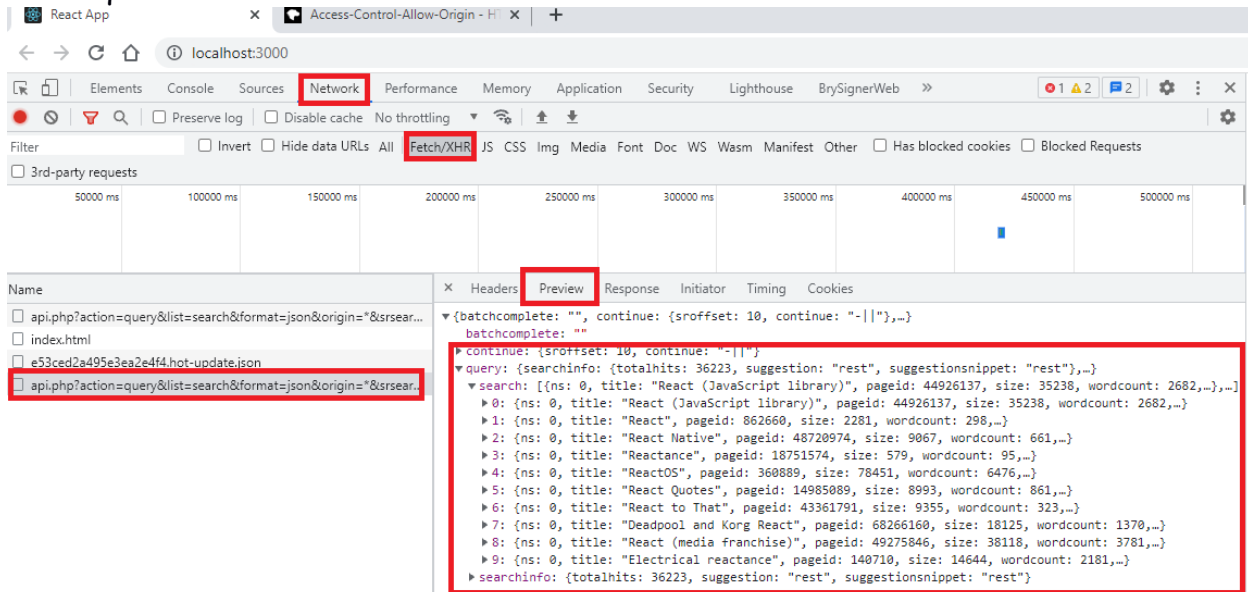 React App
Access-Control-Allow-Origin - HT
localhost:3000
Elements Console Sources Network Performance Memory Application Security Lighthouse BrySignerWeb » 1 2 2
Preserve log Disable cache No throttling
Filter Invert Hide data URLs All Fetch/XHR JS CSS Img Media Font Doc WS Wasm Manifest Other Has blocked cookies Blocked Requests
3rd-party requests
50000 ms 100000 ms 150000 ms 200000 ms 250000 ms 300000 ms 350000 ms 400000 ms 450000 ms 500000 ms
Name
api.php?action=query&list=search&format=json&origin=*&srsear...
index.html
e53ced2a495e3ea2e4f4.hot-update.json
api.php?action=query&list=search&format=json&origin=*&srsear...
× Headers Preview Response Initiator Timing Cookies
▼{batchcomplete: "", continue: {sroffset: 10, continue: "-||"},…}
batchcomplete: ""
▶continue: {sroffset: 10, continue: "-||"}
▼query: {searchinfo: {totalhits: 36223, suggestion: "rest", suggestionsnippet: "rest"},…}
▼search: [{ns: 0, title: "React (JavaScript library)", pageid: 44926137, size: 35238, wordcount: 2682,…},…]
▶0: {ns: 0, title: "React (JavaScript library)", pageid: 44926137, size: 35238, wordcount: 2682,…}
▶1: {ns: 0, title: "React", pageid: 862660, size: 2281, wordcount: 298,…}
▶2: {ns: 0, title: "React Native", pageid: 48720974, size: 9067, wordcount: 661,…}
▶3: {ns: 0, title: "Reactance", pageid: 18751574, size: 579, wordcount: 95,…}
▶4: {ns: 0, title: "ReactOS", pageid: 360889, size: 78451, wordcount: 6476,…}
▶5: {ns: 0, title: "React Quotes", pageid: 14985089, size: 8993, wordcount: 861,…}
▶6: {ns: 0, title: "React to That", pageid: 43361791, size: 9355, wordcount: 323,…}
▶7: {ns: 0, title: "Deadpool and Korg React", pageid: 68266160, size: 18125, wordcount: 1370,…}
▶8: {ns: 0, title: "React (media franchise)", pageid: 49275846, size: 38118, wordcount: 3781,…}
▶9: {ns: 0, title: "Electrical reactance", pageid: 140710, size: 14644, wordcount: 2181,…}
▶searchinfo: {totalhits: 36223, suggestion: "rest", suggestionsnippet: "rest"}